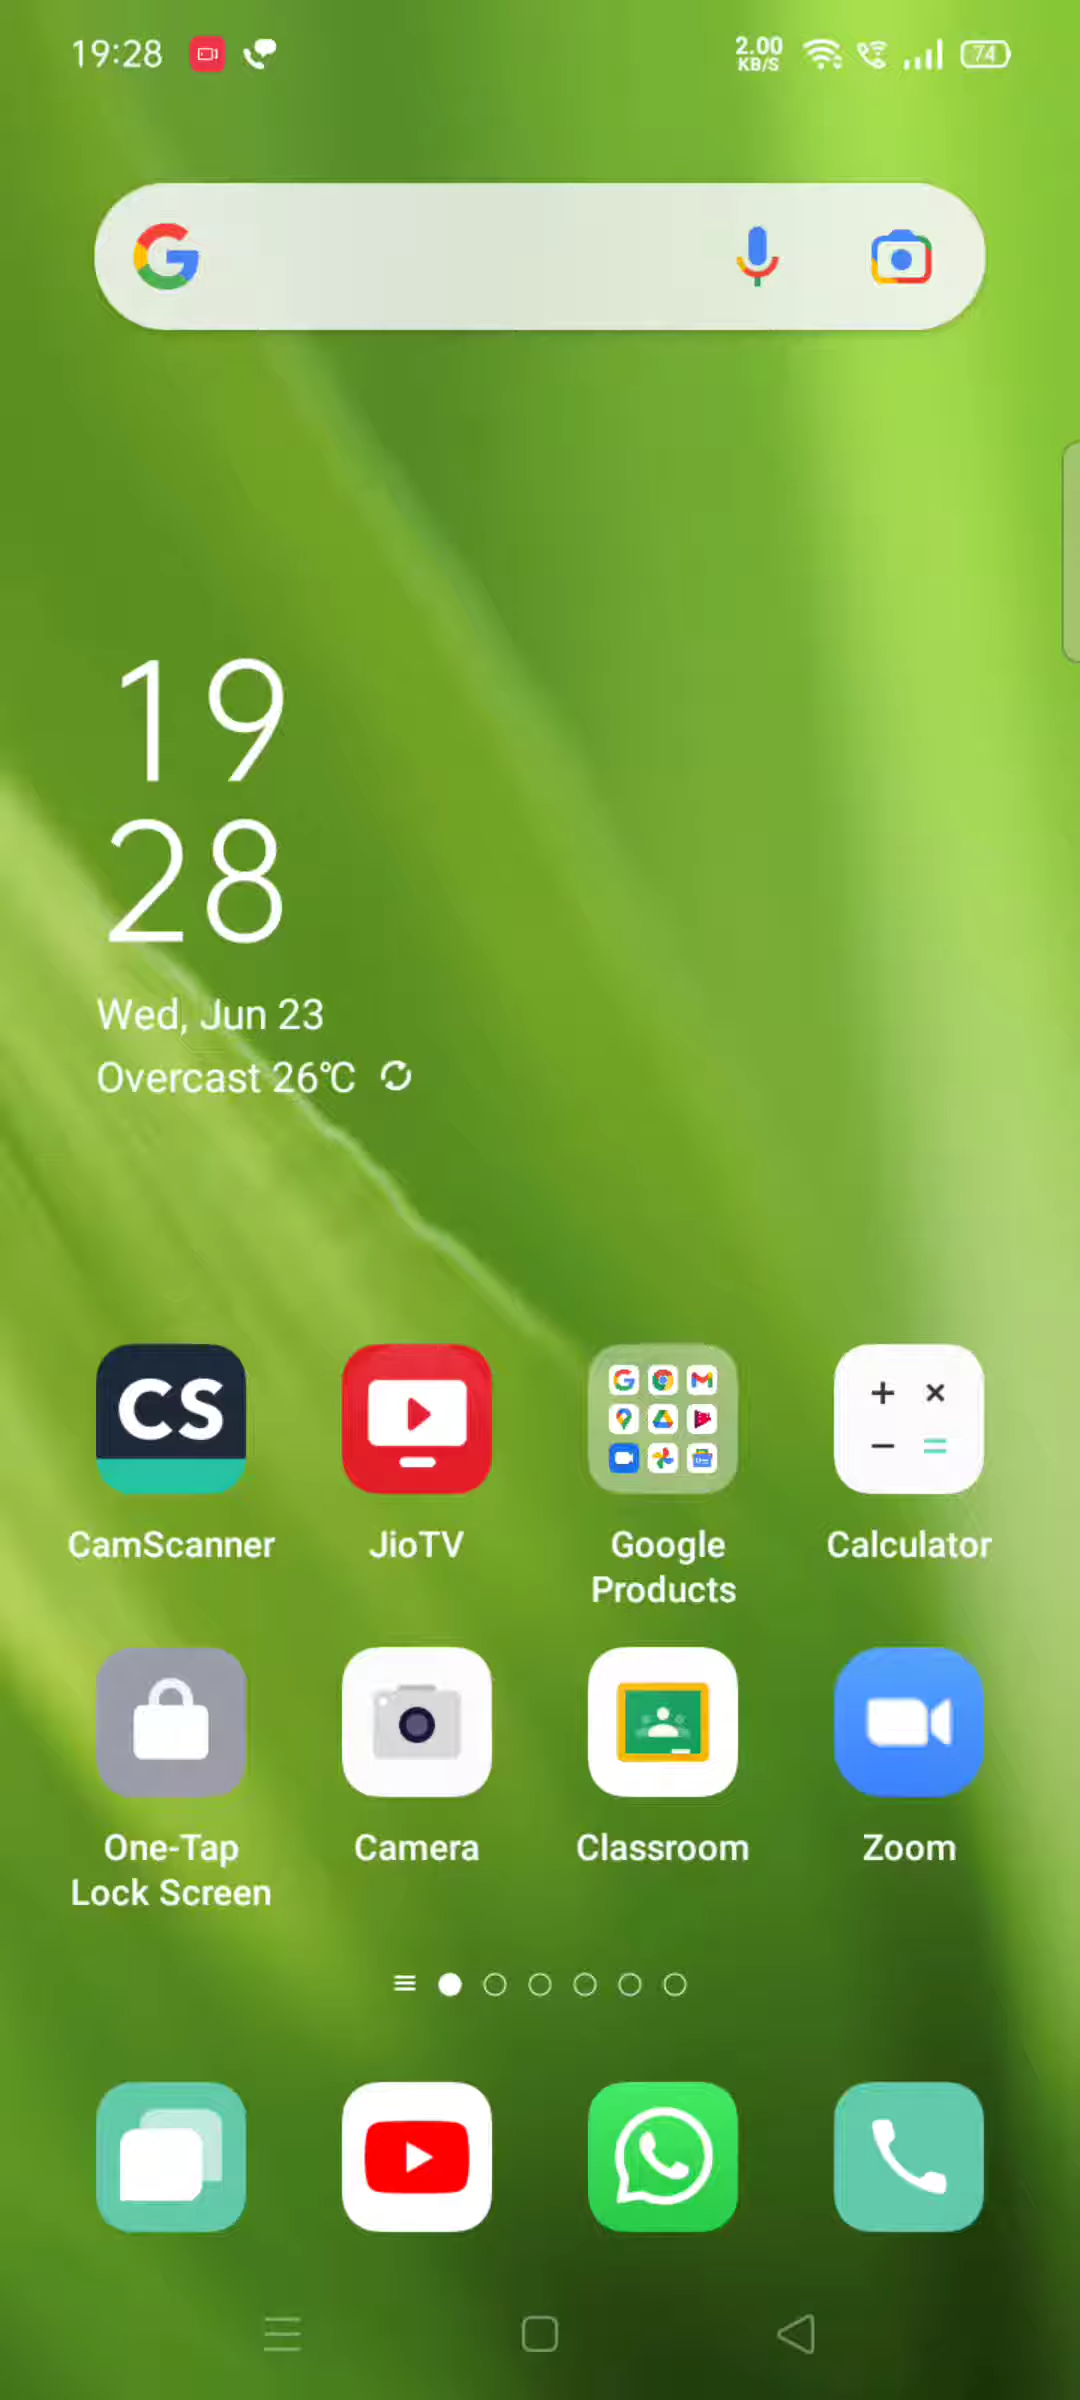 19:28
2.00
KB/S
74
19
28
Wed, Jun 23
Overcast 26℃
CS
CamScanner
JioTV
Google
Products
Calculator
One-Tap
Lock Screen
Camera
Classroom
Zoom